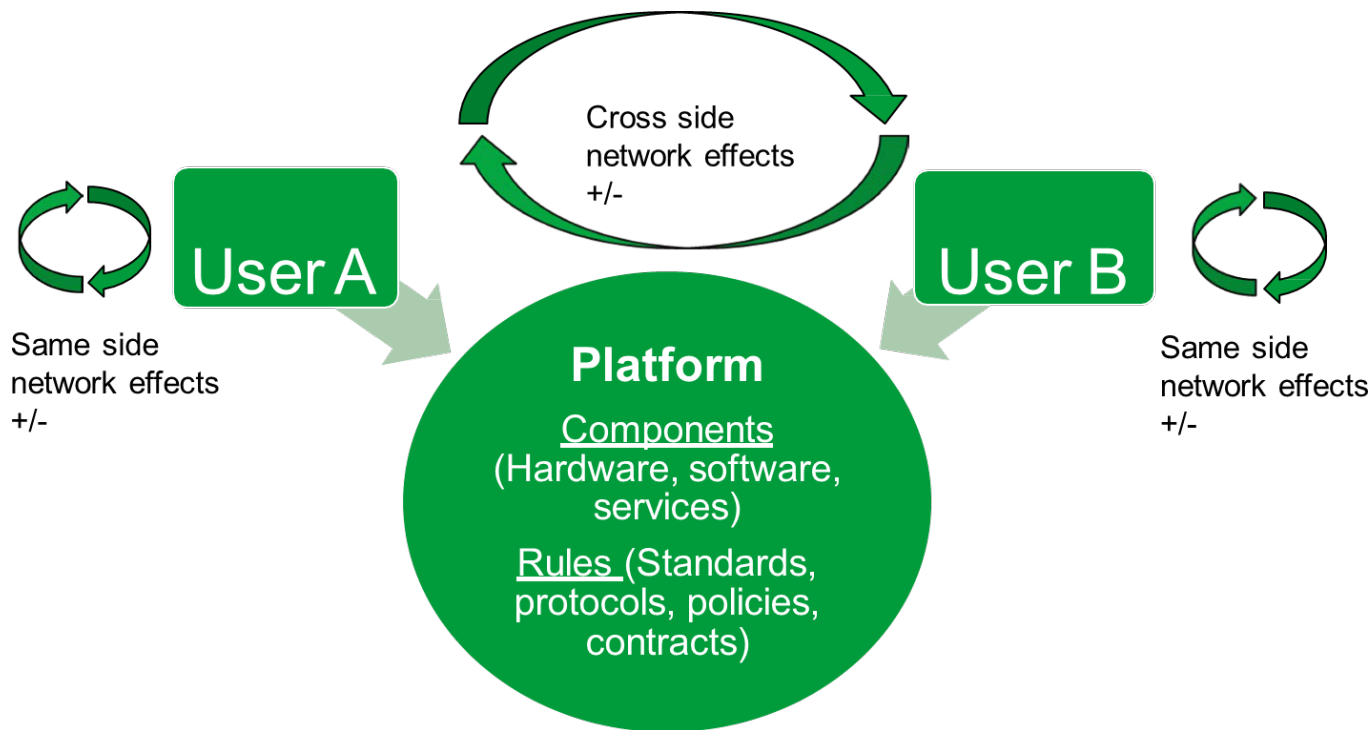 Cross side
network effects
+/-
User A
User B
Same side
network effects
+/-
Same side
network effects
+/-
Platform
Components
(Hardware, software,
services)
Rules (Standards,
protocols, policies,
contracts)